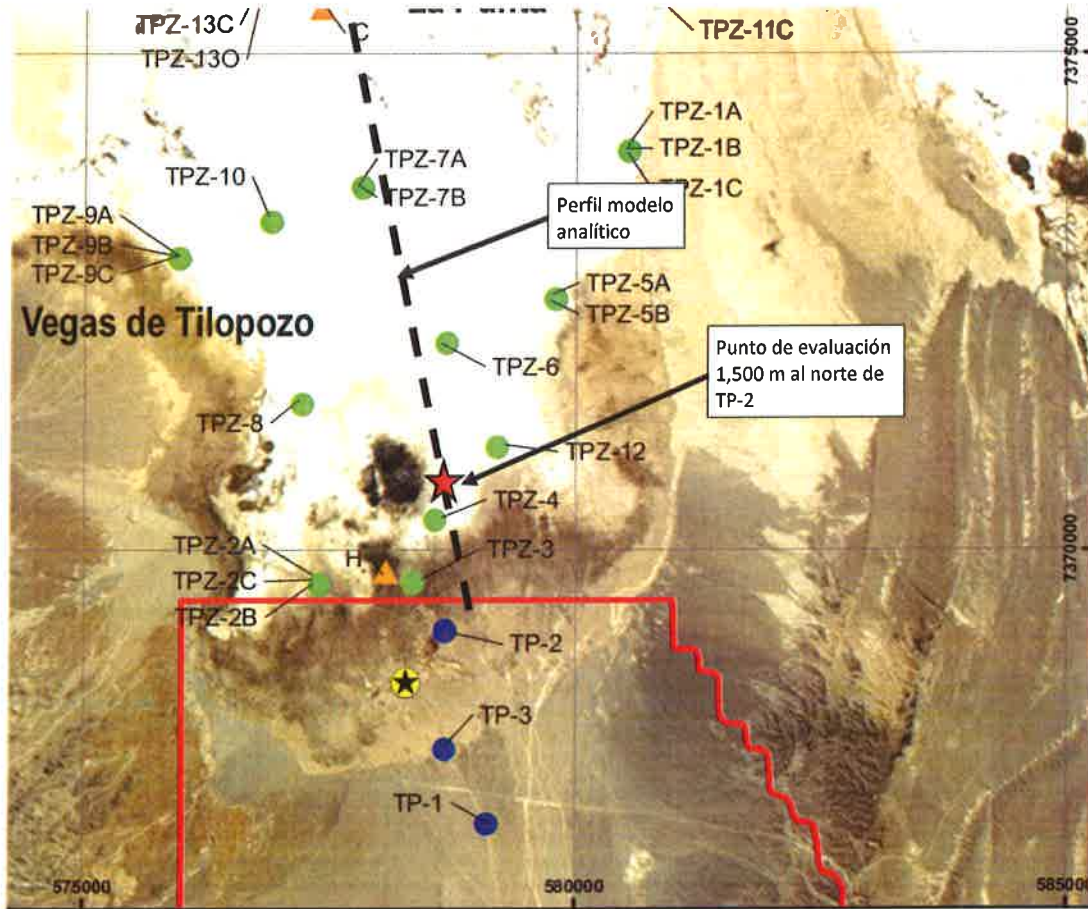 TPZ-13C
TPZ-13O
C
TPZ-11C
7375000
TPZ-1A
TPZ-1B
TPZ-1C
TPZ-7A
TPZ-7B
TPZ-10
Perfil modelo
analítico
TPZ-9A
TPZ-9B
TPZ-9C
TPZ-5A
TPZ-5B
Vegas de Tilopozo
TPZ-6
Punto de evaluación
1,500 m al norte de
TP-2
TPZ-8
TPZ-12
TPZ-4
TPZ-2A
TPZ-2C
TPZ-2B
H
TPZ-3
7370000
TP-2
TP-3
TP-1
575000
580000
585000